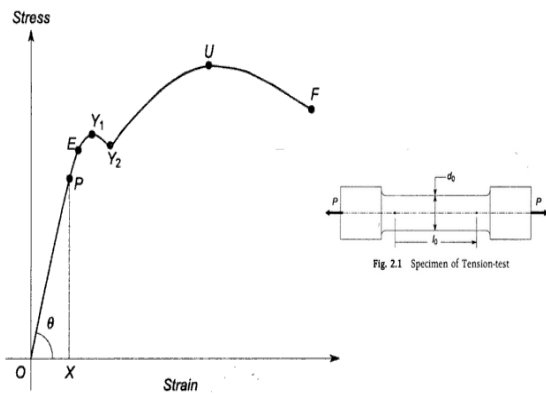 Stress
U
F
Y1
E
Y2
P
θ
O
X
Strain
d0
P
P
l0
Fig. 2.1 Specimen of Tension-test